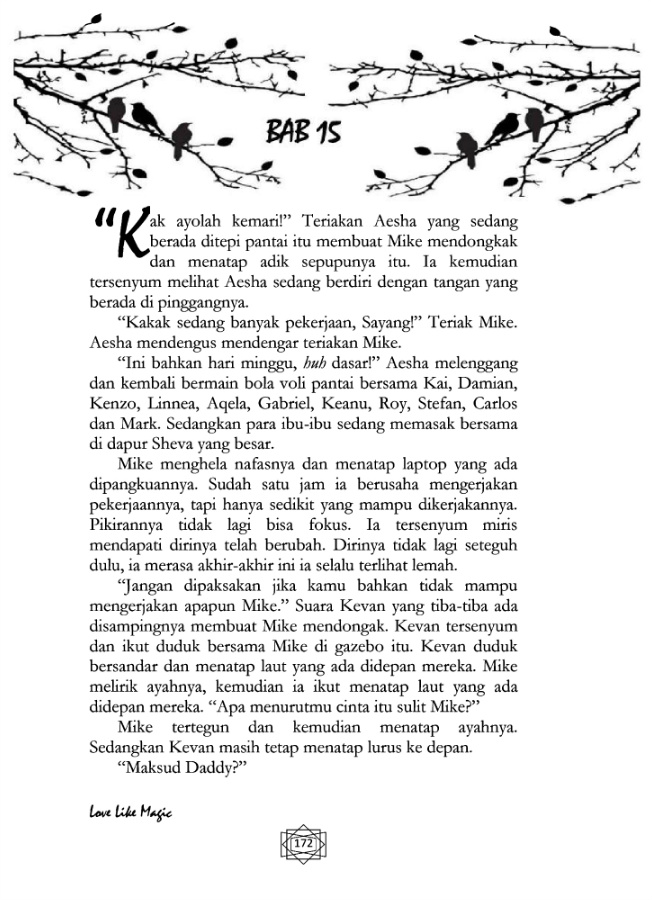 BAB 15
“Kak ayolah kemari!” Teriakan Aesha yang sedang
berada ditepi pantai itu membuat Mike mendongkak
dan menatap adik sepupunya itu. Ia kemudian
tersenyum melihat Aesha sedang berdiri dengan tangan yang
berada di pinggangnya.
“Kakak sedang banyak pekerjaan, Sayang!” Teriak Mike.
Aesha mendengus mendengar teriakan Mike.
“Ini bahkan hari minggu, huh dasar!” Aesha melenggang
dan kembali bermain bola voli pantai bersama Kai, Damian,
Kenzo, Linnea, Aqela, Gabriel, Keanu, Roy, Stefan, Carlos
dan Mark. Sedangkan para ibu-ibu sedang memasak bersama
di dapur Sheva yang besar.
Mike menghela nafasnya dan menatap laptop yang ada
dipangkuannya. Sudah satu jam ia berusaha mengerjakan
pekerjaannya, tapi hanya sedikit yang mampu dikerjakannya.
Pikirannya tidak lagi bisa fokus. Ia tersenyum miris
mendapati dirinya telah berubah. Dirinya tidak lagi seteguh
dulu, ia merasa akhir-akhir ini ia selalu terlihat lemah.
“Jangan dipaksakan jika kamu bahkan tidak mampu
mengerjakan apapun Mike.” Suara Kevan yang tiba-tiba ada
disampingnya membuat Mike mendongak. Kevan tersenyum
dan ikut duduk bersama Mike di gazebo itu. Kevan duduk
bersandar dan menatap laut yang ada didepan mereka. Mike
melirik ayahnya, kemudian ia ikut menatap laut yang ada
didepan mereka. “Apa menurutmu cinta itu sulit Mike?”
Mike tertegun dan kemudian menatap ayahnya.
Sedangkan Kevan masih tetap menatap lurus ke depan.
“Maksud Daddy?”
Love Like Magic
172